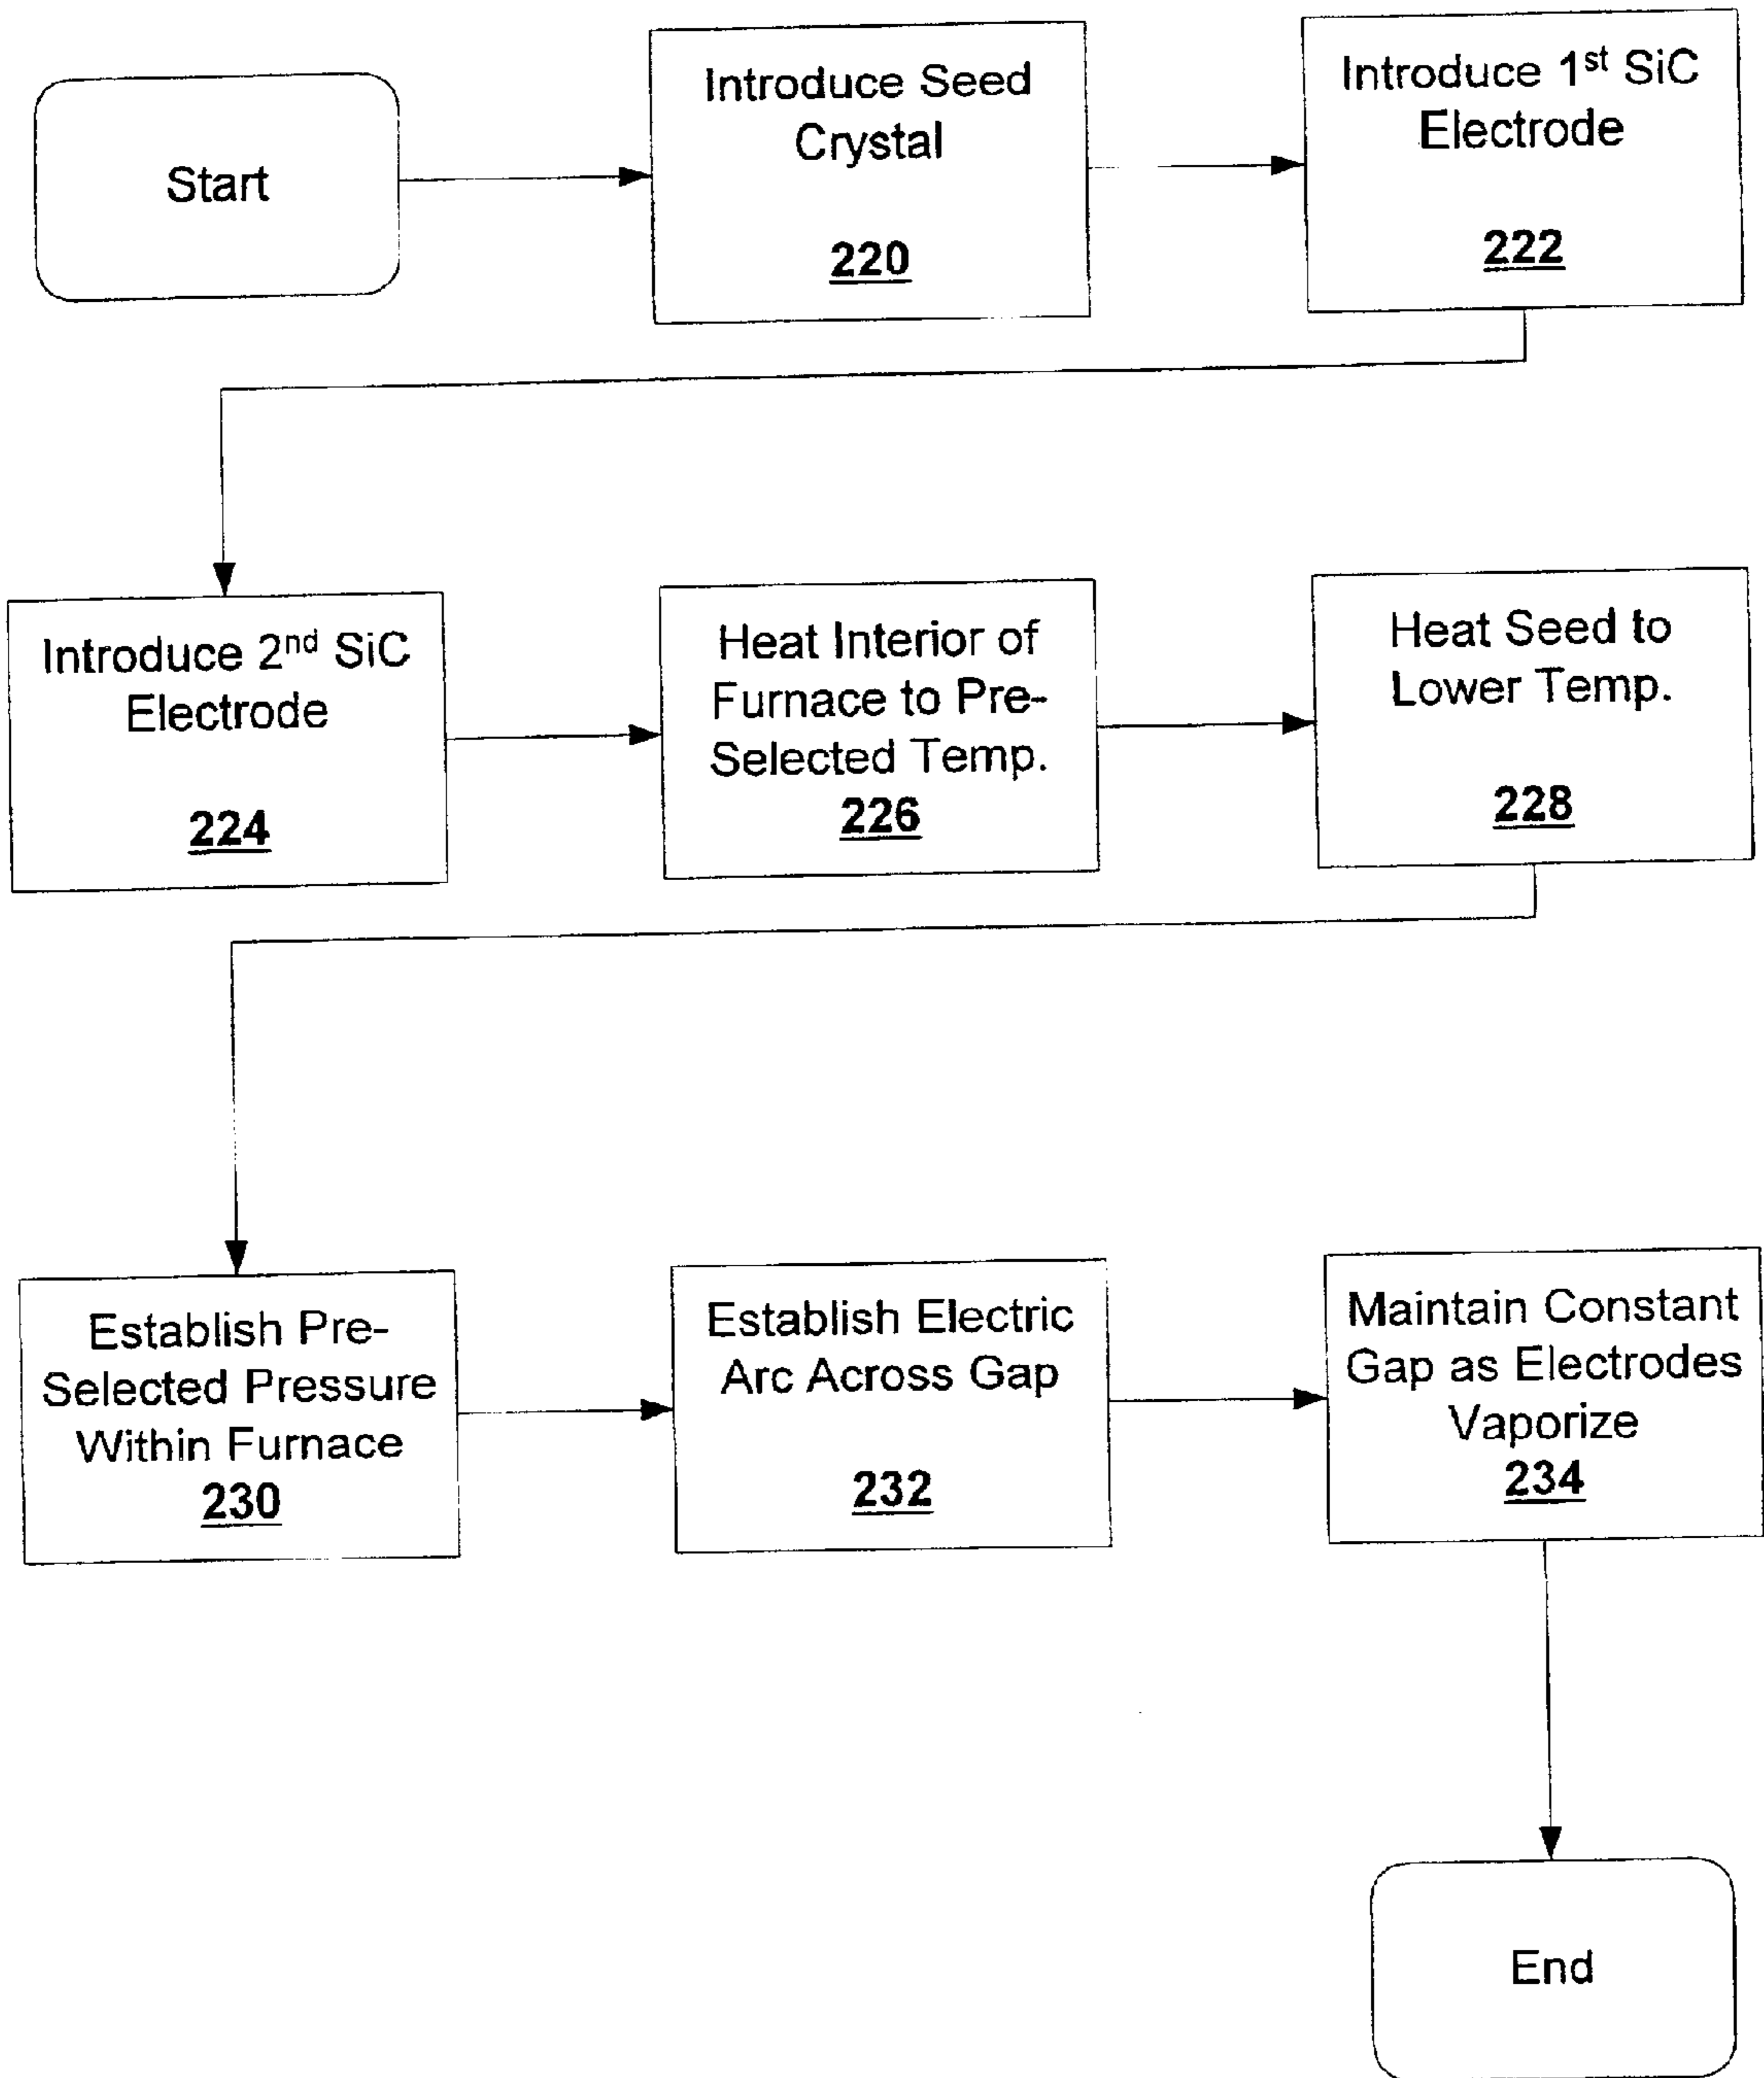 Start
Introduce Seed
Crystal
220
Introduce 1st SiC
Electrode
222
Introduce 2nd SiC
Electrode
224
Heat Interior of
Furnace to Pre-
Selected Temp.
226
Heat Seed to
Lower Temp.
228
Establish Pre-
Selected Pressure
Within Furnace
230
Establish Electric
Arc Across Gap
232
Maintain Constant
Gap as Electrodes
Vaporize
234
End